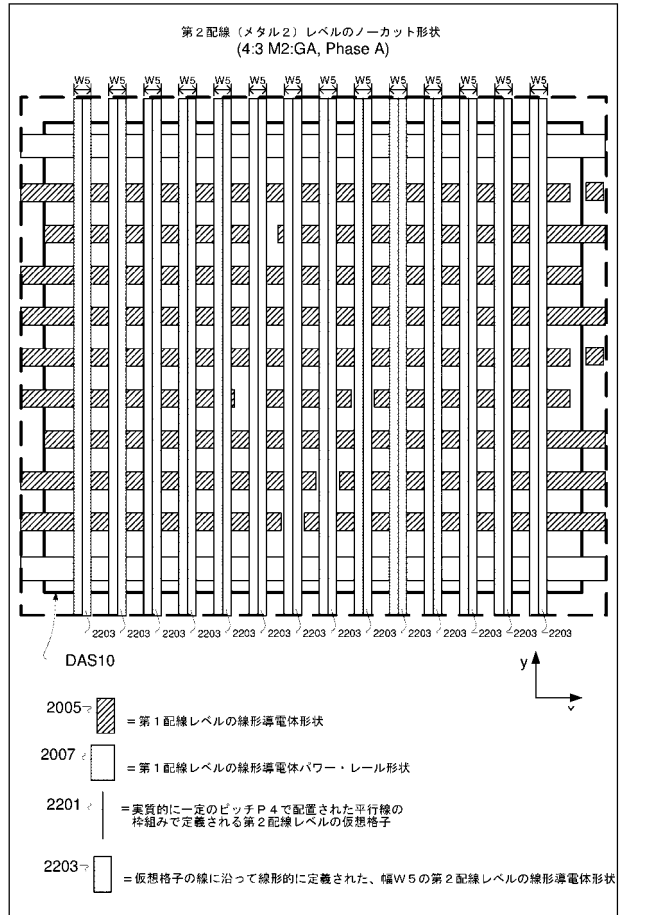 第２配線（メタル２）レベルのノーカット形状
(4:3 M2:GA, Phase A)
W5 W5 W5 W5 W5 W5 W5 W5 W5 W5 W5 W5 W5 W5
2203 2203 2203 2203 2203 2203 2203 2203 2203 2203 2203 2203 2203 2203
DAS10
y
x
2005
＝第１配線レベルの線形導電体形状
2007
＝第１配線レベルの線形導電体パワー・レール形状
2201
＝実質的に一定のピッチＰ４で配置された平行線の
枠組みで定義される第２配線レベルの仮想格子
2203
＝仮想格子の線に沿って線形的に定義された、幅Ｗ５の第２配線レベルの線形導電体形状